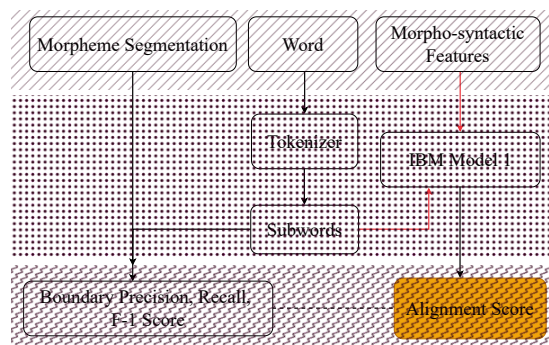 Morpheme Segmentation
Word
Morpho-syntactic
Features
Tokenizer
IBM Model 1
Subwords
Boundary Precision, Recall,
F-1 Score
Alignment Score